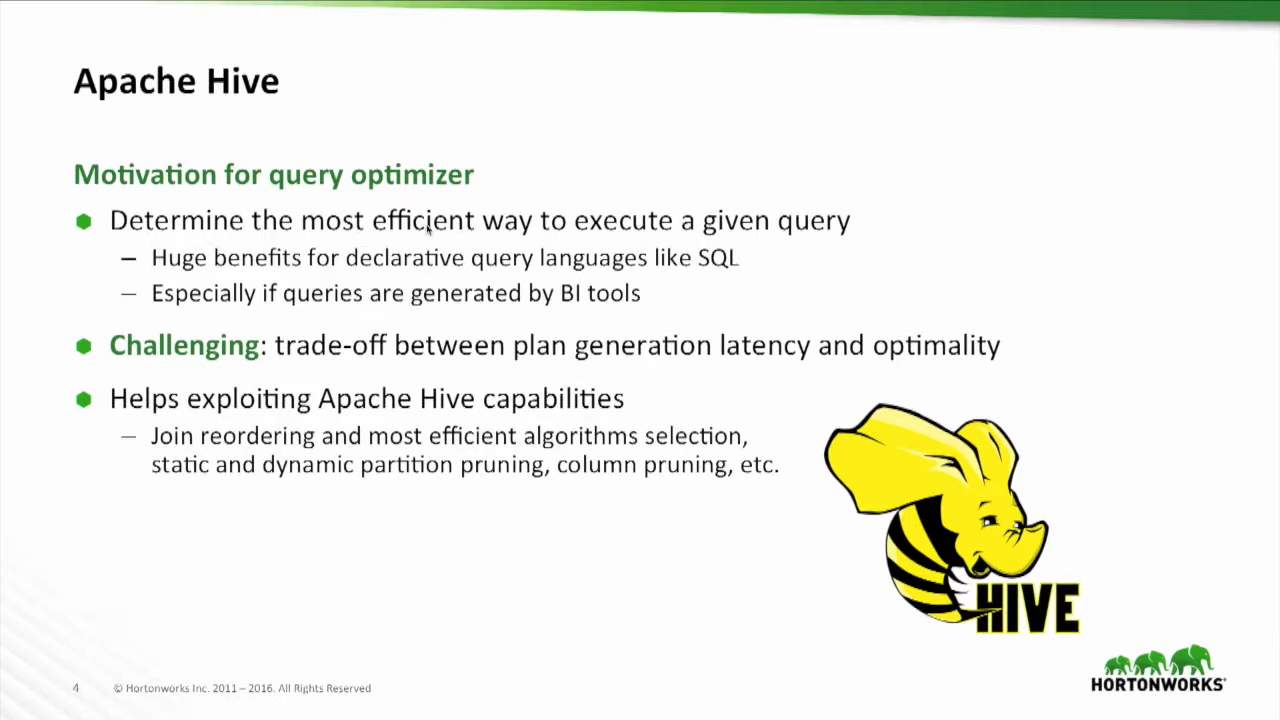 Apache Hive
Motivation for query optimizer
Determine the most efficient way to execute a given query
– Huge benefits for declarative query languages like SQL
– Especially if queries are generated by BI tools
Challenging: trade-off between plan generation latency and optimality
Helps exploiting Apache Hive capabilities
– Join reordering and most efficient algorithms selection,
static and dynamic partition pruning, column pruning, etc.
HIVE
HORTONWORKS
4 © Hortonworks Inc. 2011 – 2016. All Rights Reserved